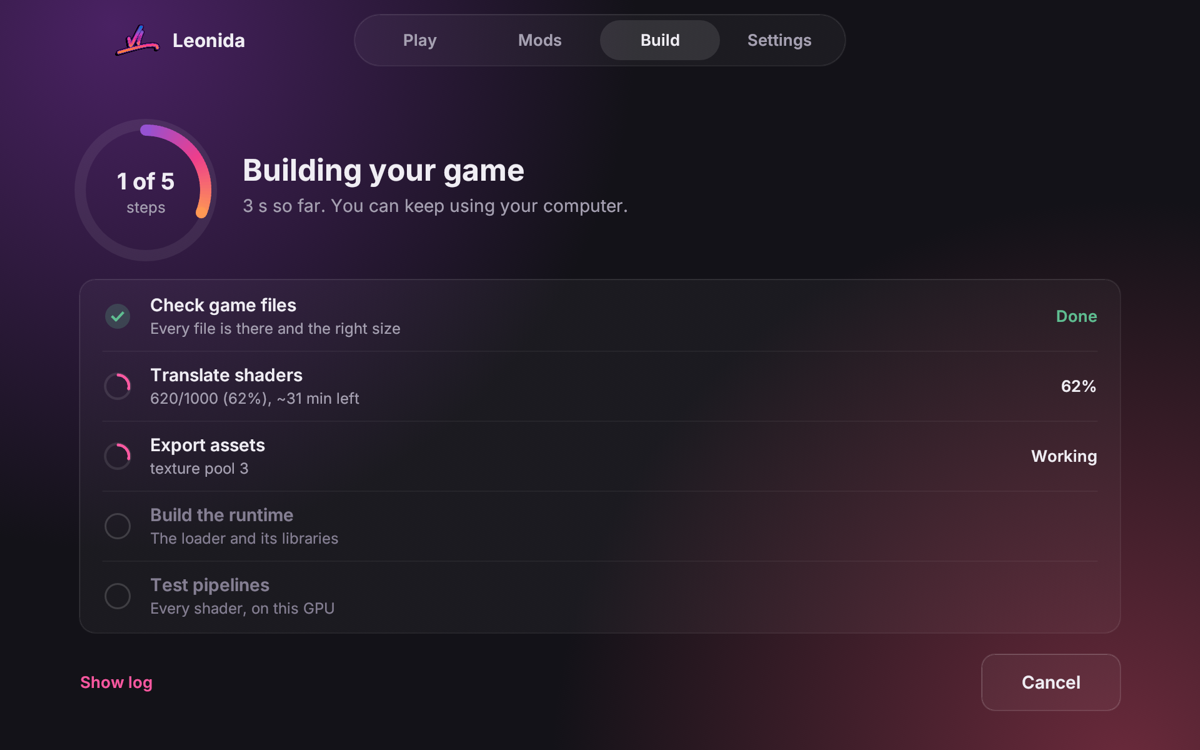 VI
Leonida
Play
Mods
Build
Settings
1 of 5
steps
Building your game
3 s so far. You can keep using your computer.
Check game files
Every file is there and the right size
Done
Translate shaders
620/1000 (62%), ~31 min left
62%
Export assets
texture pool 3
Working
Build the runtime
The loader and its libraries
Test pipelines
Every shader, on this GPU
Show log
Cancel